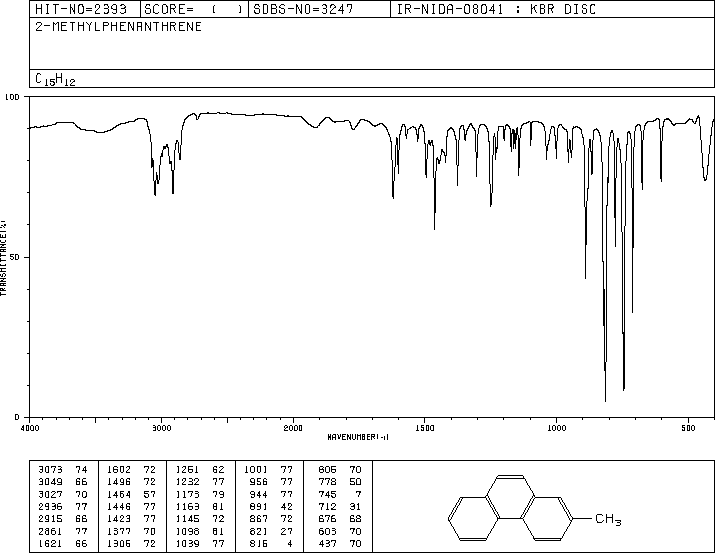 HIT-NO=2393 SCORE= ( ) SDBS-NO=3247 IR-NIDA-08041 : KBR DISC
2-METHYLPHENANTHRENE
C15H12
100
TRANSMITTANCE(%)
50
0
4000 3000 2000 1500 1000 500
WAVENUMBER(-1)
3073 74 1602 72 1251 62 1001 77 806 70
3049 66 1496 72 1232 77 956 77 778 50
3027 70 1464 57 1173 79 944 77 745 7
2936 77 1446 77 1163 81 891 42 712 31
2915 66 1423 77 1145 72 867 72 676 68
2861 77 1377 70 1098 81 821 27 603 70
1621 66 1306 72 1039 77 816 4 437 70
CH3